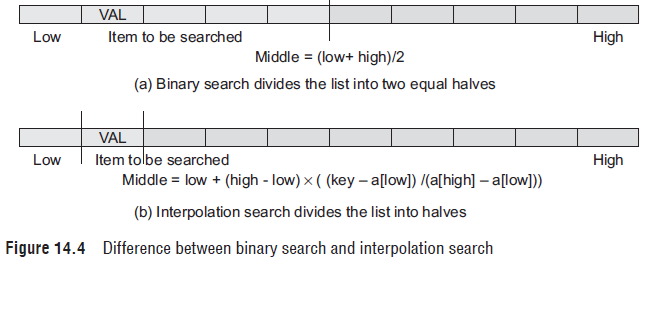 VAL
Low Item to be searched High
Middle = (low+ high)/2
(a) Binary search divides the list into two equal halves
VAL
Low Item to be searched High
Middle = low + (high - low) × ( (key – a[low]) /(a[high] – a[low]))
(b) Interpolation search divides the list into halves
Figure 14.4 Difference between binary search and interpolation search